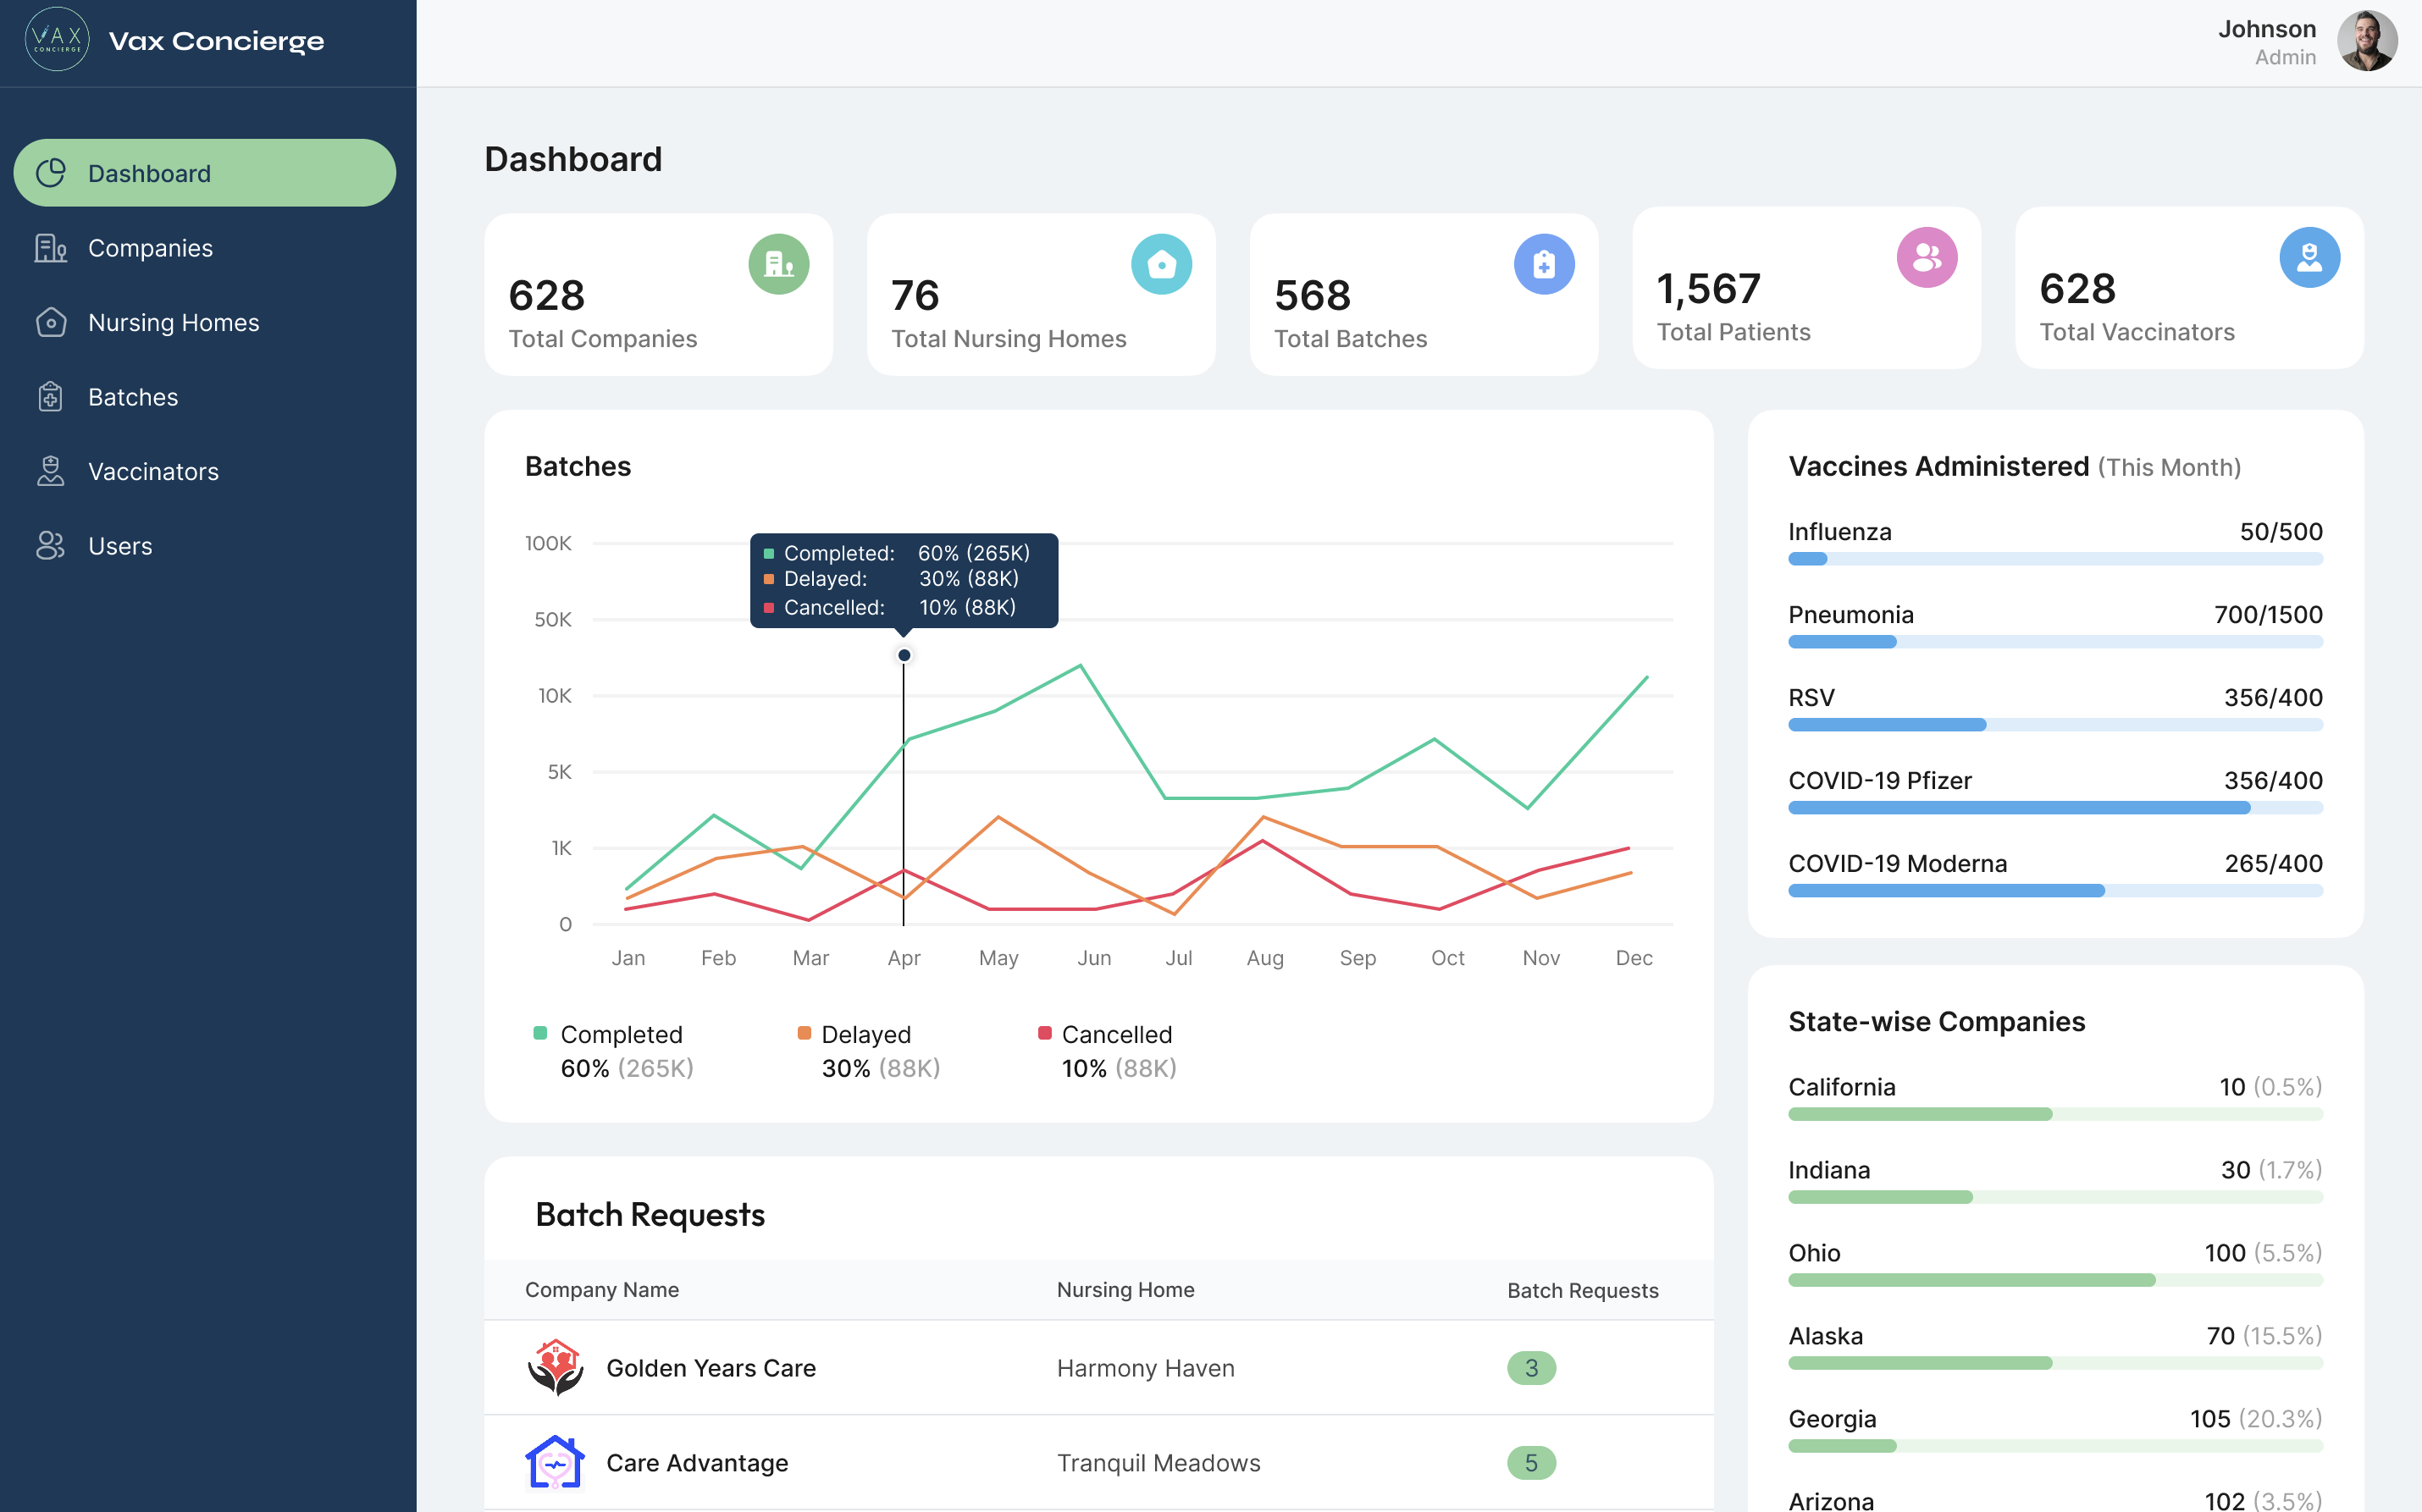 VAX
CONCIERGE
Vax Concierge
Johnson
Admin
Dashboard
Companies
Nursing Homes
Batches
Vaccinators
Users
Dashboard
628
Total Companies
76
Total Nursing Homes
568
Total Batches
1,567
Total Patients
628
Total Vaccinators
Batches
100K
50K
10K
5K
1K
0
Completed: 60% (265K)
Delayed: 30% (88K)
Cancelled: 10% (88K)
Jan Feb Mar Apr May Jun Jul Aug Sep Oct Nov Dec
Completed
60% (265K)
Delayed
30% (88K)
Cancelled
10% (88K)
Vaccines Administered (This Month)
Influenza 50/500
Pneumonia 700/1500
RSV 356/400
COVID-19 Pfizer 356/400
COVID-19 Moderna 265/400
State-wise Companies
California 10 (0.5%)
Indiana 30 (1.7%)
Ohio 100 (5.5%)
Alaska 70 (15.5%)
Georgia 105 (20.3%)
Arizona 102 (3.5%)
Batch Requests
Company Name Nursing Home Batch Requests
Golden Years Care Harmony Haven 3
Care Advantage Tranquil Meadows 5